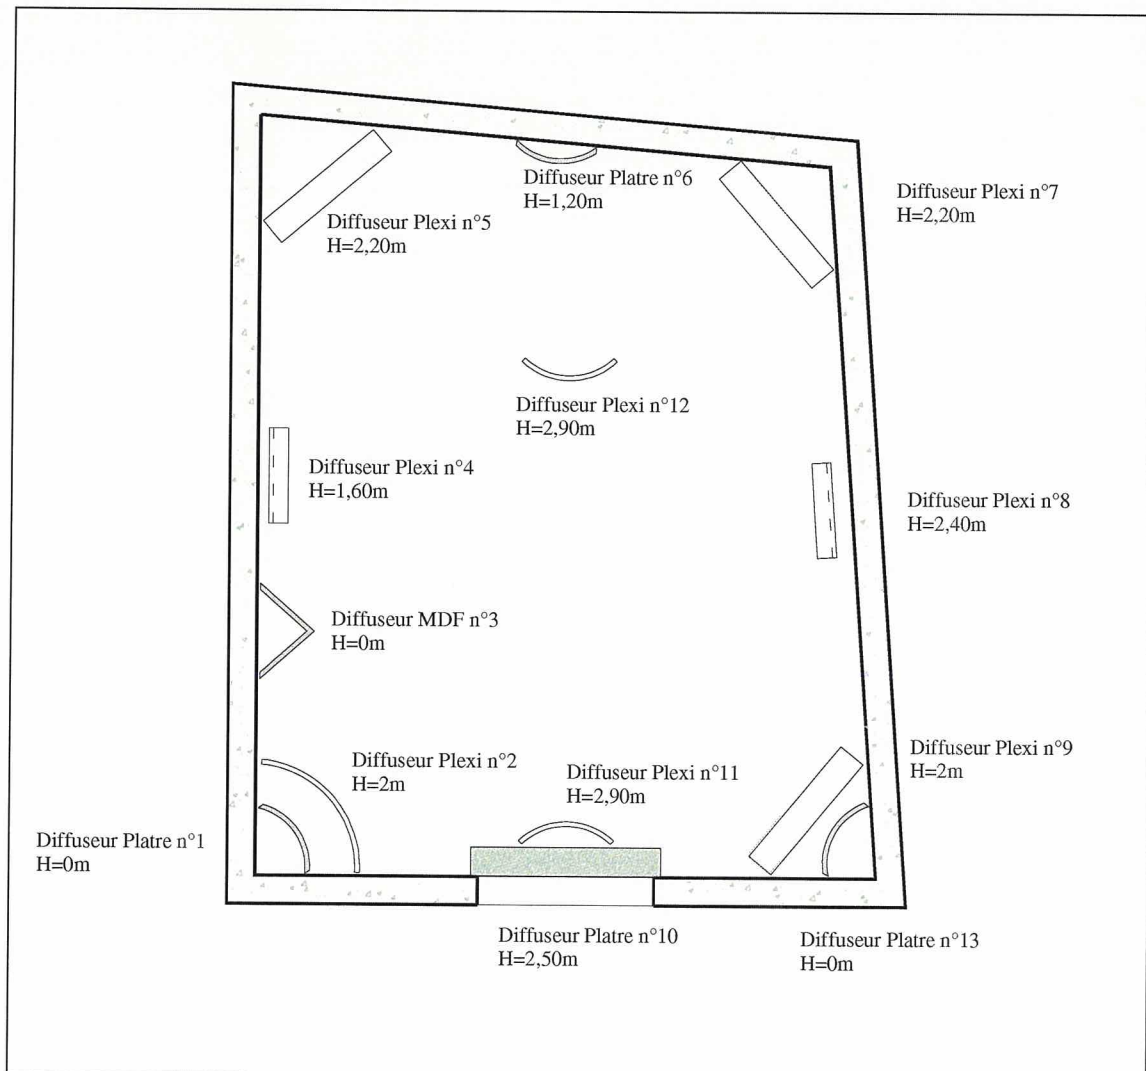 Diffuseur Platre n°6
H=1,20m
Diffuseur Plexi n°7
H=2,20m
Diffuseur Plexi n°5
H=2,20m
Diffuseur Plexi n°12
H=2,90m
Diffuseur Plexi n°4
H=1,60m
Diffuseur Plexi n°8
H=2,40m
Diffuseur MDF n°3
H=0m
Diffuseur Plexi n°2
H=2m
Diffuseur Plexi n°11
H=2,90m
Diffuseur Plexi n°9
H=2m
Diffuseur Platre n°1
H=0m
Diffuseur Platre n°10
H=2,50m
Diffuseur Platre n°13
H=0m